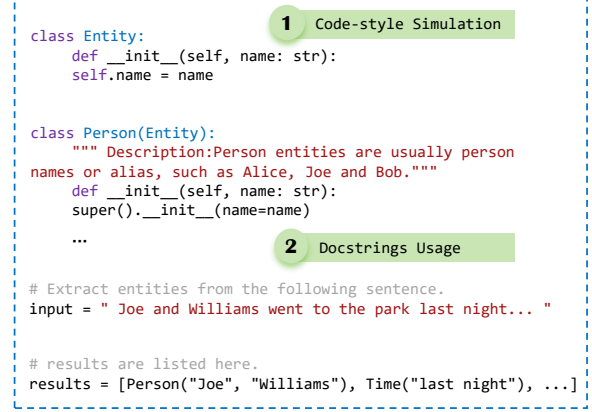 1 Code-style Simulation
class Entity:
def __init__(self, name: str):
self.name = name
class Person(Entity):
""" Description:Person entities are usually person
names or alias, such as Alice, Joe and Bob."""
def __init__(self, name: str):
super().__init__(name=name)
...
2 Docstrings Usage
# Extract entities from the following sentence.
input = " Joe and Williams went to the park last night... "
# results are listed here.
results = [Person("Joe", "Williams"), Time("last night"), ...]